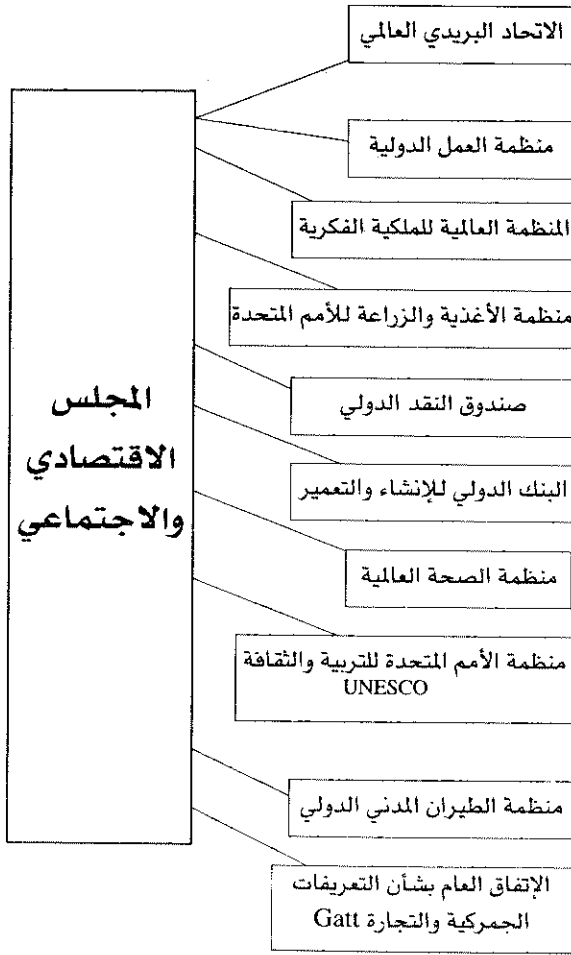 الاتحاد البريدي العالمي
منظمة العمل الدولية
المنظمة العالمية للملكية الفكرية
منظمة الأغذية والزراعة للأمم المتحدة
صندوق النقد الدولي
البنك الدولي للإنشاء والتعمير
منظمة الصحة العالمية
منظمة الأمم المتحدة للتربية والثقافة
UNESCO
منظمة الطيران المدني الدولي
الإتفاق العام بشأن التعريفات
الجمركية والتجارة Gatt
المجلس
الاقتصادي
والاجتماعي